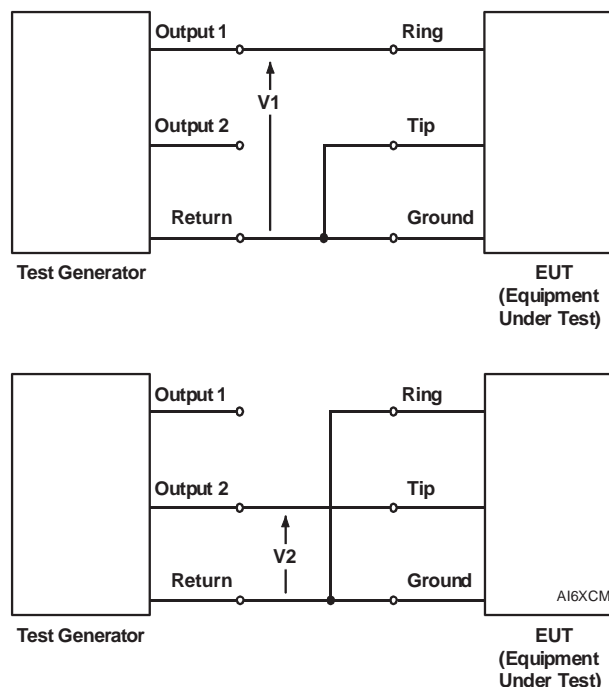 Output 1 Ring
V1
Output 2 Tip
Return Ground
Test Generator EUT
(Equipment
Under Test)
Output 1 Ring
Output 2 Tip
V2
Return Ground
AI6XCM
Test Generator EUT
(Equipment
Under Test)